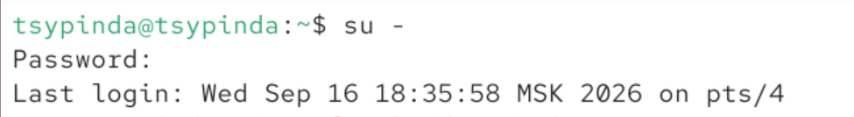 tsypinda@tsypinda:~$ su -
Password:
Last login: Wed Sep 16 18:35:58 MSK 2026 on pts/4